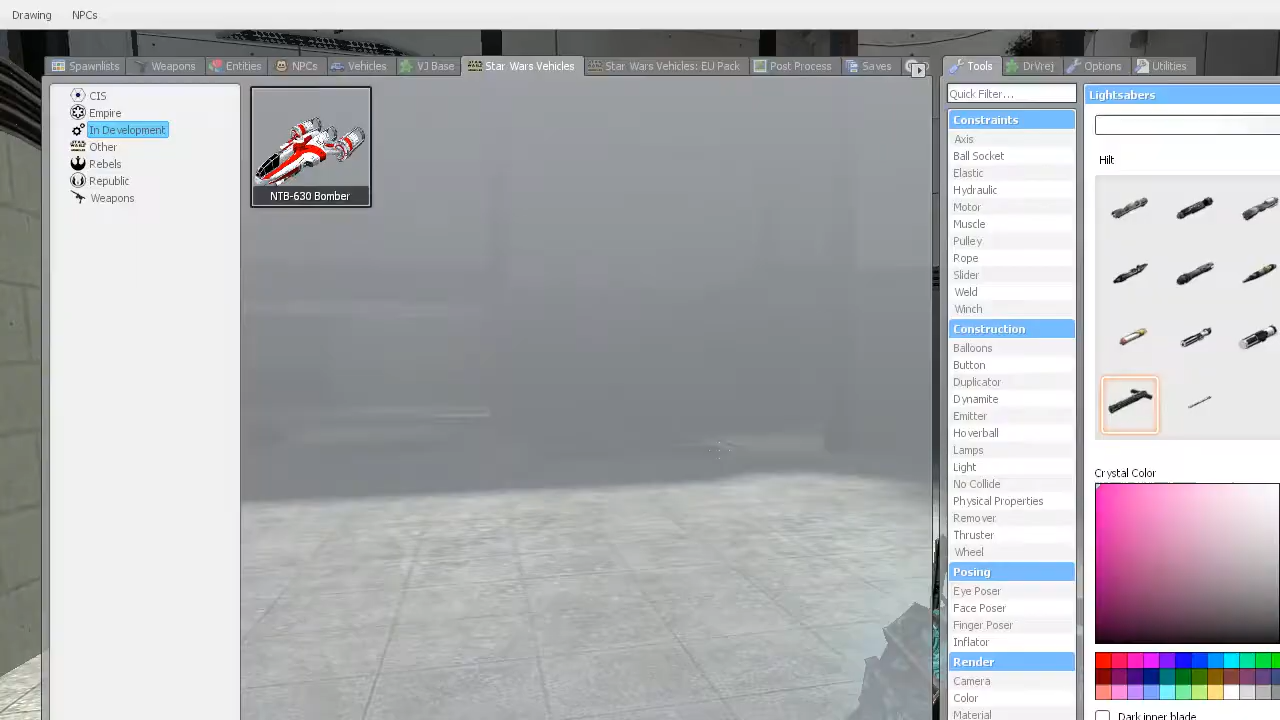 Drawing NPCs
Spawnlists Weapons Entities NPCs Vehicles VJ Base Star Wars Vehicles Star Wars Vehicles: EU Pack Post Process Saves
Tools DrVrej Options Utilities
CIS
Empire
In Development
Other
Rebels
Republic
Weapons
NTB-630 Bomber
Quick Filter...
Constraints
Axis
Ball Socket
Elastic
Hydraulic
Motor
Muscle
Pulley
Rope
Slider
Weld
Winch
Construction
Balloons
Button
Duplicator
Dynamite
Emitter
Hoverball
Lamps
Light
No Collide
Physical Properties
Remover
Thruster
Wheel
Posing
Eye Poser
Face Poser
Finger Poser
Inflator
Render
Camera
Color
Material
Lightsabers
Hilt
Crystal Color
Dark inner blade